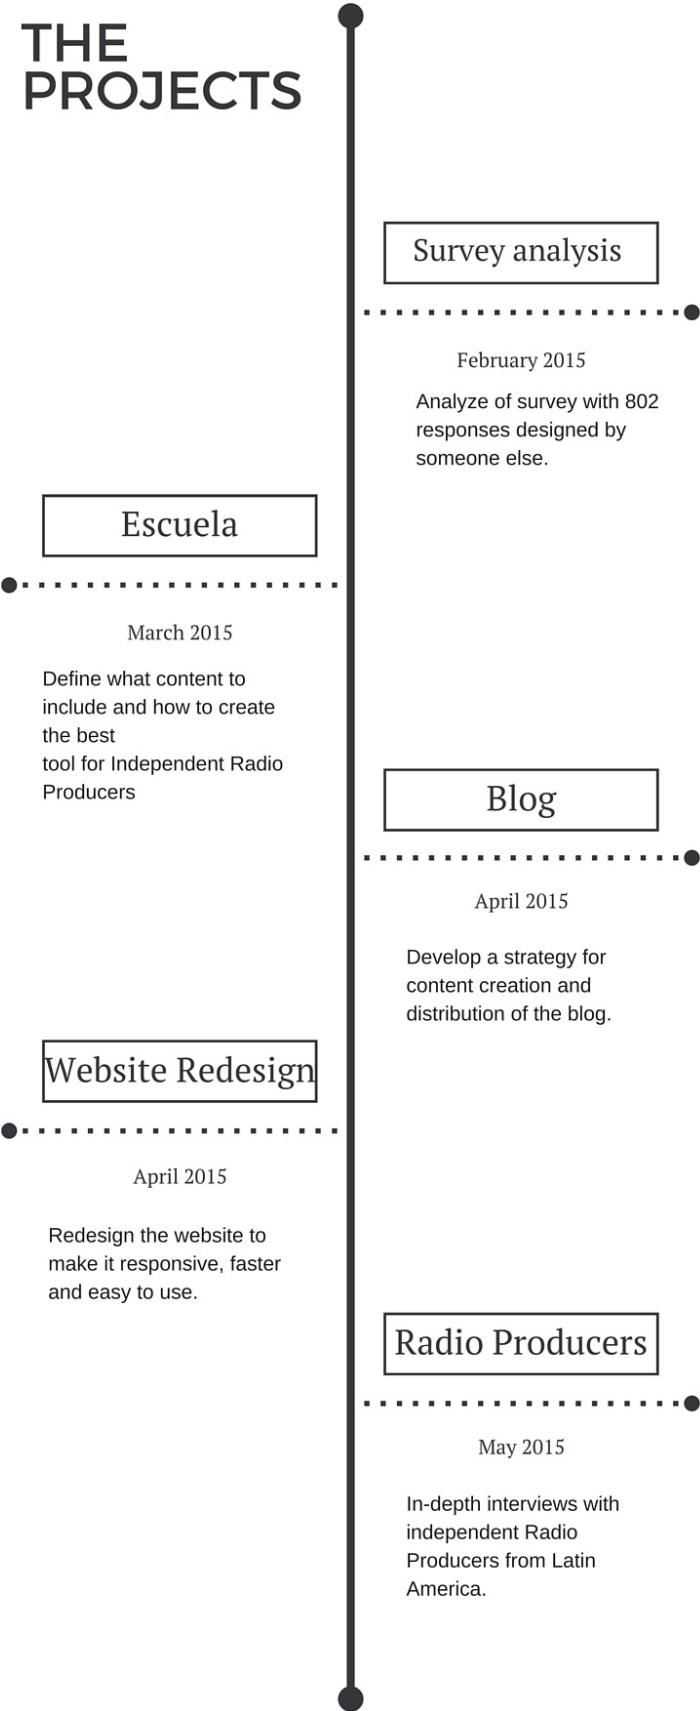 THE
PROJECTS
Survey analysis
February 2015
Analyze of survey with 802
responses designed by
someone else.
Escuela
March 2015
Define what content to
include and how to create
the best
tool for Independent Radio
Producers
Blog
April 2015
Develop a strategy for
content creation and
distribution of the blog.
Website Redesign
April 2015
Redesign the website to
make it responsive, faster
and easy to use.
Radio Producers
May 2015
In-depth interviews with
independent Radio
Producers from Latin
America.